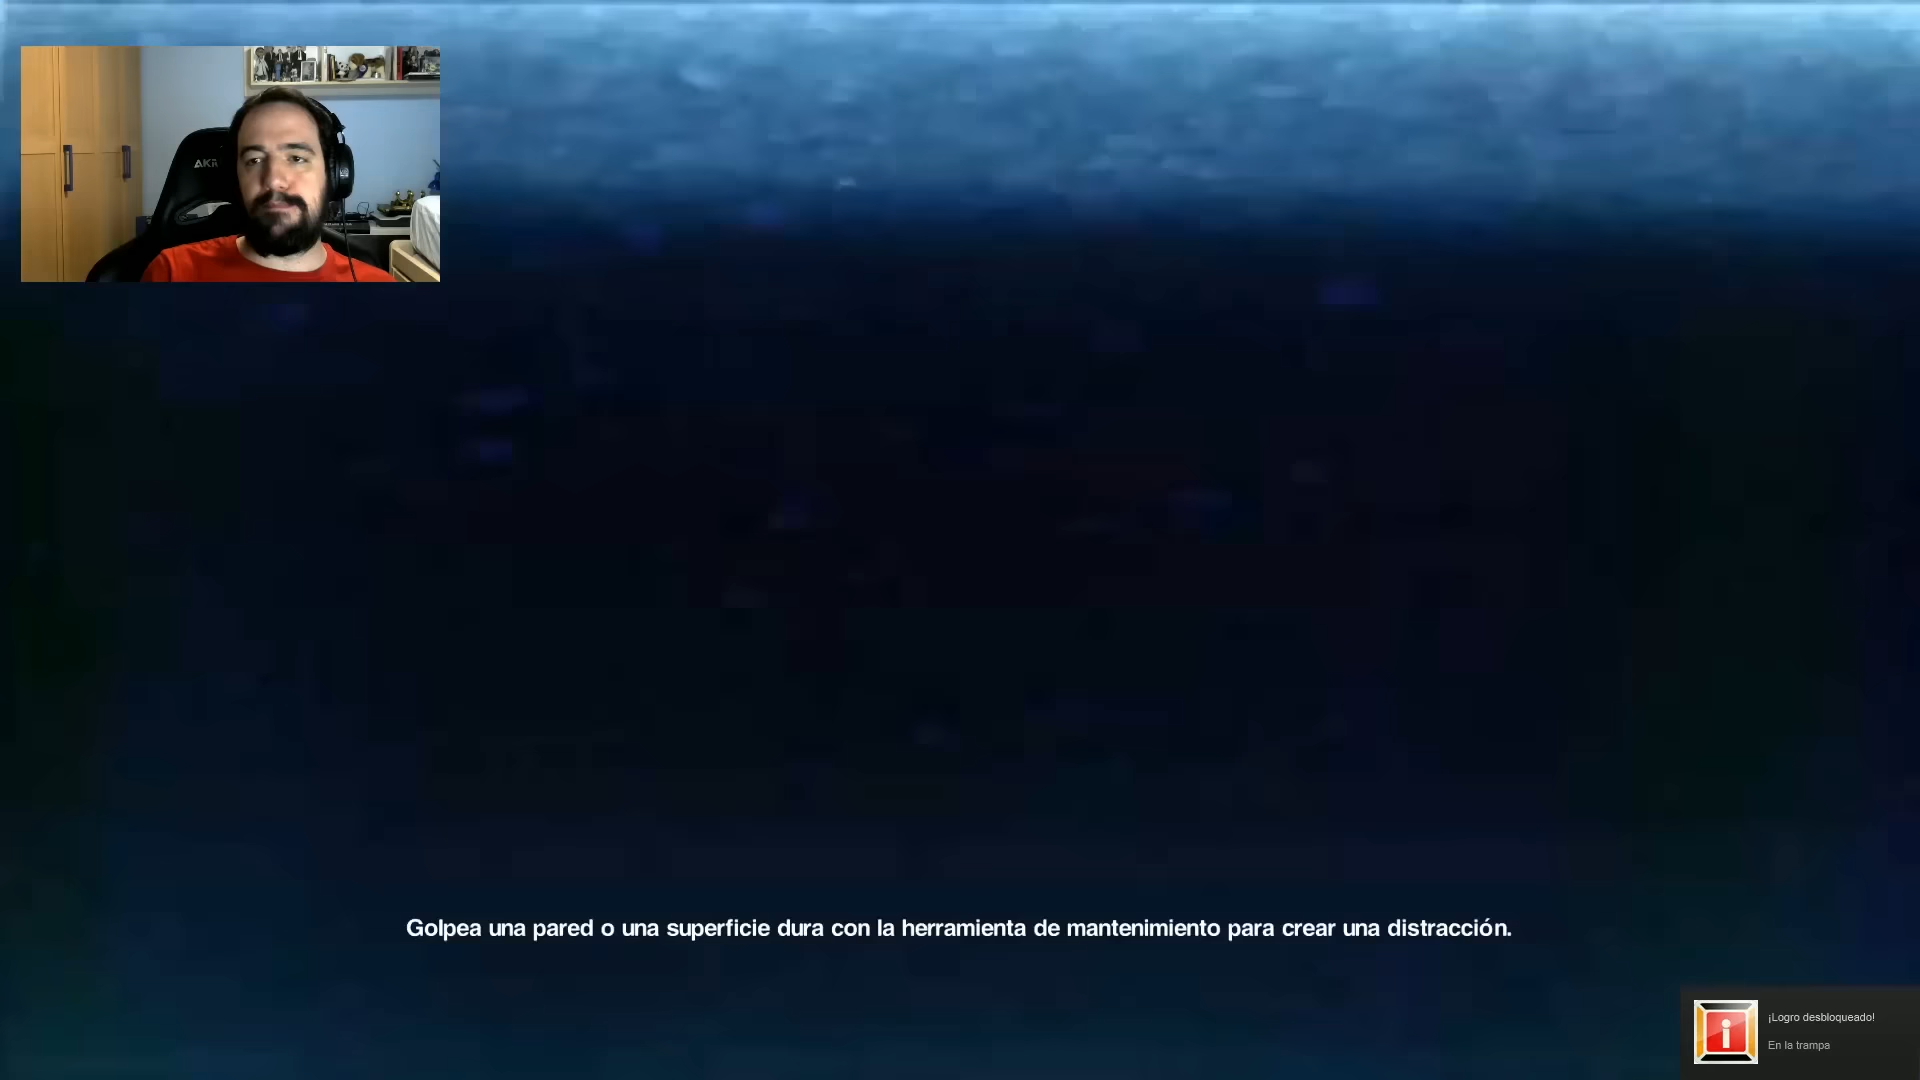 Golpea una pared o una superficie dura con la herramienta de mantenimiento para crear una distracción.
¡Logro desbloqueado!
En la trampa